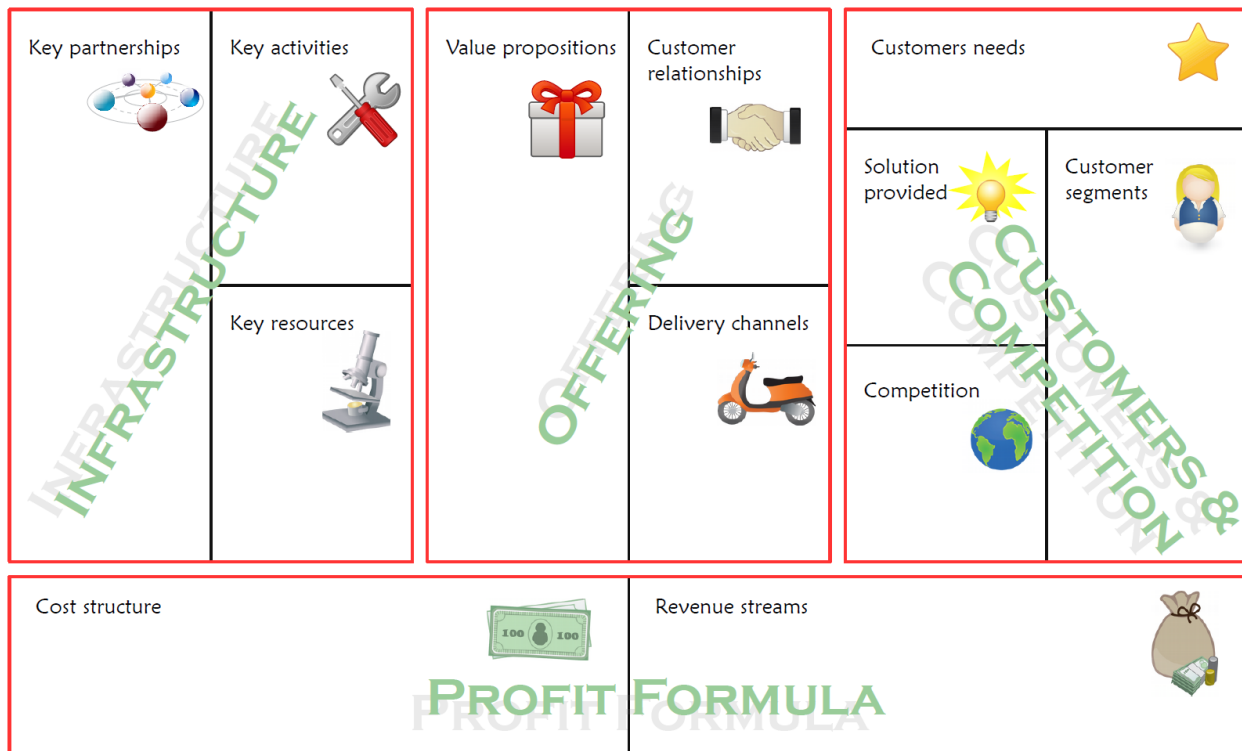 Key partnerships
Key activities
Key resources
INFRASTRUCTURE
Value propositions
Customer
relationships
Delivery channels
OFFERING
Customers needs
Solution
provided
Customer
segments
Competition
CUSTOMERS &
COMPETITION
Cost structure
100 100
Revenue streams
PROFIT FORMULA